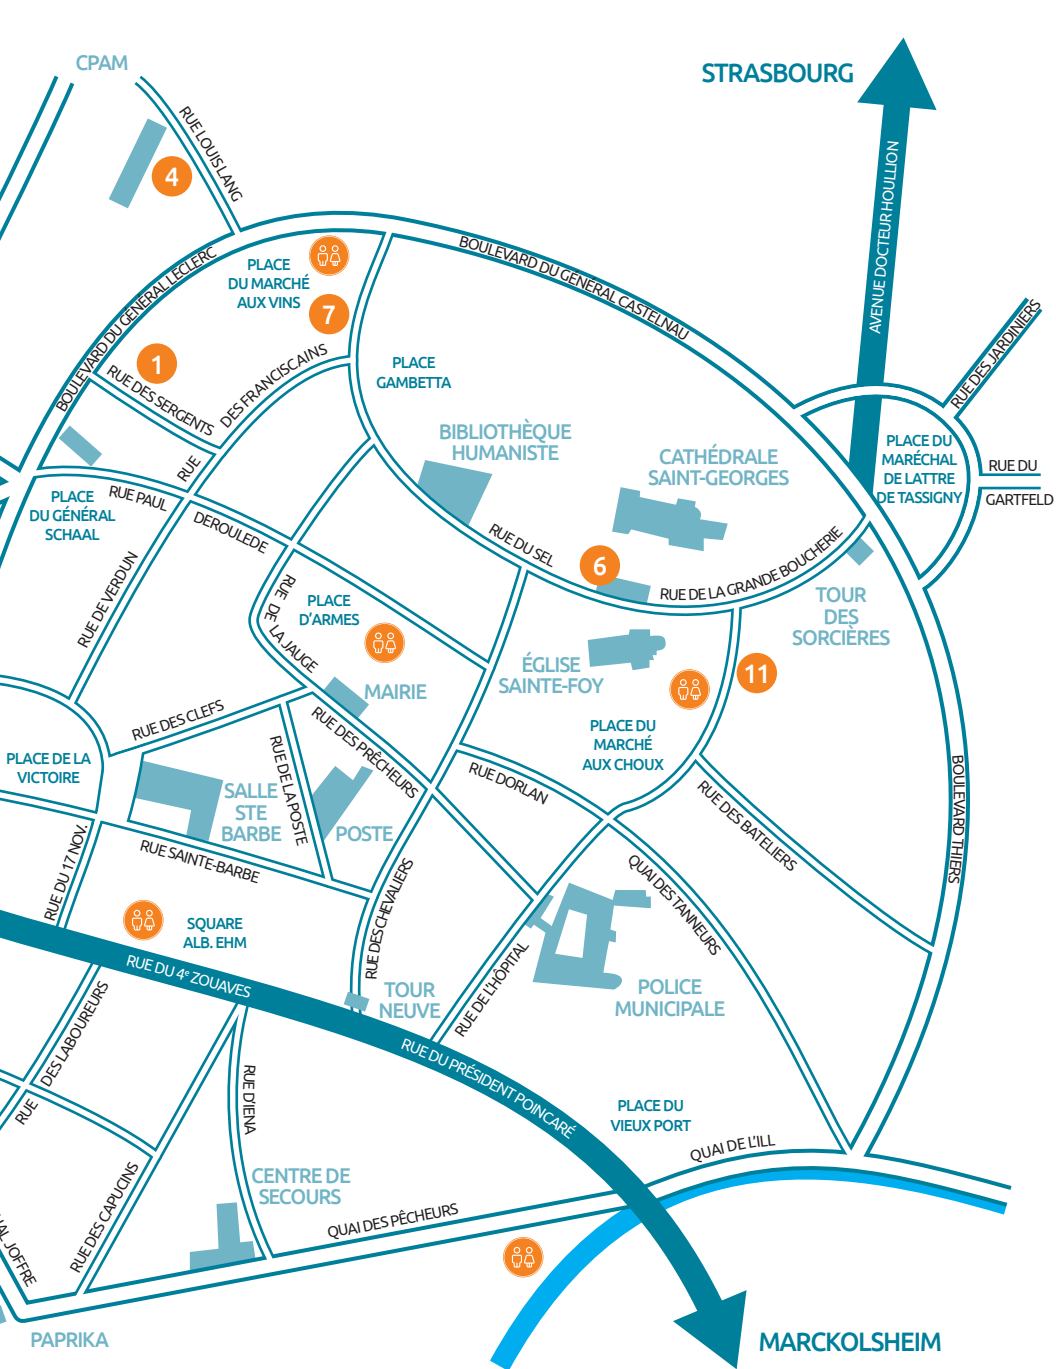 CPAM
STRASBOURG
RUE LOUIS LANG
4
AVENUE DOCTEUR HOULLION
BOULEVARD DU GÉNÉRAL LECLERC
PLACE
DU MARCHÉ
AUX VINS
7
BOULEVARD DU GÉNÉRAL CASTELNAU
RUE DES JARDINIERS
1
RUE DES SERGENTS
DES FRANCISCAINS
RUE
PLACE
GAMBETTA
BIBLIOTHÈQUE
HUMANISTE
CATHÉDRALE
SAINT-GEORGES
PLACE DU
MARÉCHAL
DE LATTRE
DE TASSIGNY
RUE DU
GARTFELD
PLACE
DU GÉNÉRAL
SCHAAL
RUE PAUL
DEROULEDE
RUE DU SEL
6
RUE DE LA GRANDE BOUCHERIE
TOUR
DES
SORCIÈRES
RUE DE VERDUN
RUE
DE
LA JAUGE
PLACE
D'ARMES
MAIRIE
ÉGLISE
SAINTE-FOY
11
RUE DES CLEFS
RUE DES PRÊCHEURS
PLACE DU
MARCHÉ
AUX CHOUX
PLACE DE LA
VICTOIRE
RUE DE LA POSTE
SALLE
STE
BARBE
POSTE
RUE DORLAN
RUE DES BATELIERS
BOULEVARD THIERS
RUE DU 17 NOV.
RUE SAINTE-BARBE
RUE DES CHEVALIERS
QUAI DES TANNEURS
SQUARE
ALB. EHM
RUE DU 4e ZOUAVES
TOUR
NEUVE
RUE DE L'HÔPITAL
POLICE
MUNICIPALE
RUE
DES LABOUREURS
RUE D'IENA
RUE DU PRÉSIDENT POINCARÉ
PLACE DU
VIEUX PORT
QUAI DE L'ILL
CENTRE DE
SECOURS
RUE DES CAPUCINS
QUAI DES PÊCHEURS
JOFFRE
PAPRIKA
MARCKOLSHEIM